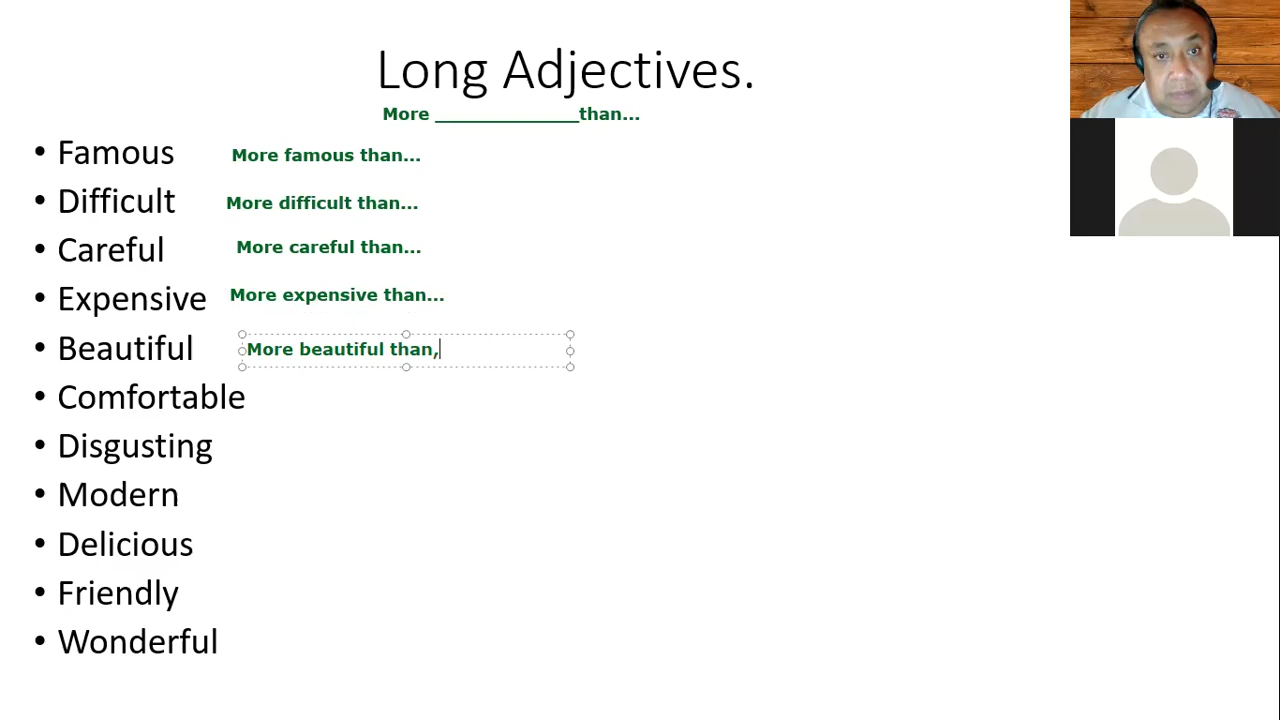 Long Adjectives.
More ________________than...
• Famous More famous than...
• Difficult More difficult than...
• Careful More careful than...
• Expensive More expensive than...
• Beautiful More beautiful than,
• Comfortable
• Disgusting
• Modern
• Delicious
• Friendly
• Wonderful